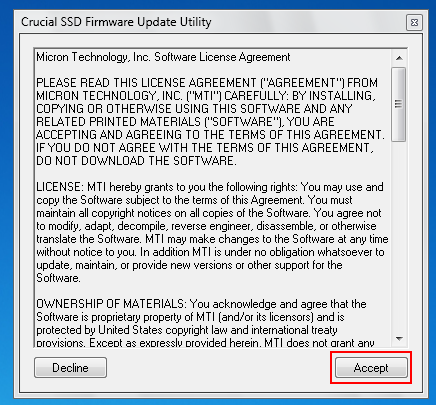 Crucial SSD Firmware Update Utility
Micron Technology, Inc. Software License Agreement
PLEASE READ THIS LICENSE AGREEMENT ("AGREEMENT") FROM
MICRON TECHNOLOGY, INC. ("MTI") CAREFULLY: BY INSTALLING,
COPYING OR OTHERWISE USING THIS SOFTWARE AND ANY
RELATED PRINTED MATERIALS ("SOFTWARE"), YOU ARE
ACCEPTING AND AGREEING TO THE TERMS OF THIS AGREEMENT.
IF YOU DO NOT AGREE WITH THE TERMS OF THIS AGREEMENT,
DO NOT DOWNLOAD THE SOFTWARE.
LICENSE: MTI hereby grants to you the following rights: You may use and
copy the Software subject to the terms of this Agreement. You must
maintain all copyright notices on all copies of the Software. You agree not
to modify, adapt, decompile, reverse engineer, disassemble, or otherwise
translate the Software. MTI may make changes to the Software at any time
without notice to you. In addition MTI is under no obligation whatsoever to
update, maintain, or provide new versions or other support for the
Software.
OWNERSHIP OF MATERIALS: You acknowledge and agree that the
Software is proprietary property of MTI (and/or its licensors) and is
protected by United States copyright law and international treaty
provisions. Except as expressly provided herein, MTI does not grant any
Decline
Accept